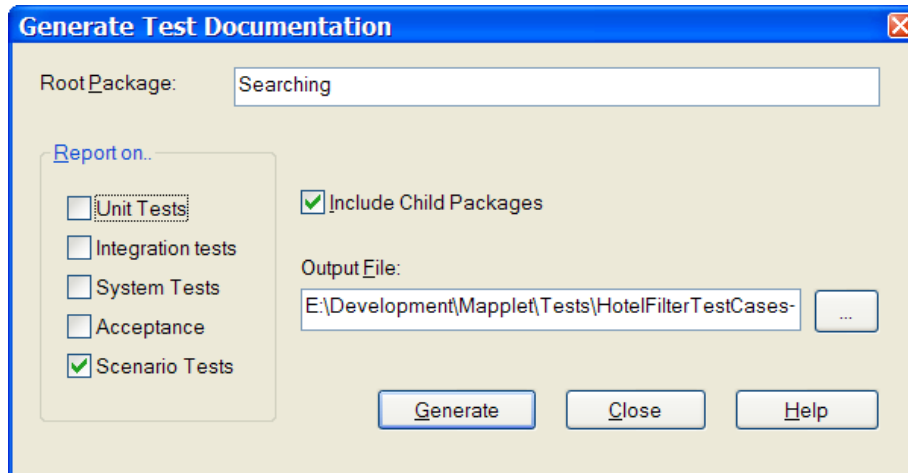 Generate Test Documentation
Root Package:
Searching
Report on..
Unit Tests
Include Child Packages
Integration tests
Output File:
System Tests
E:\Development\Mapplet\Tests\HotelFilterTestCases-
...
Acceptance
Scenario Tests
Generate
Close
Help